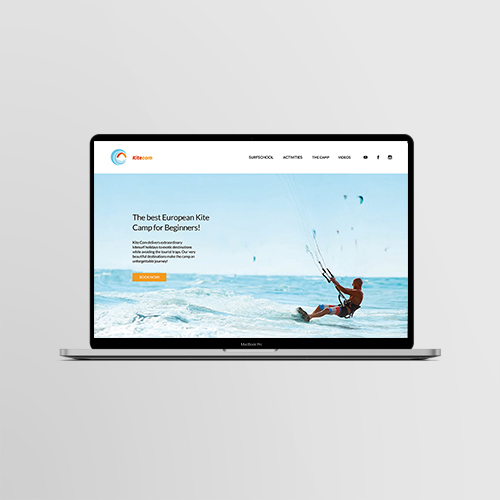 Kitecom
SURFSCHOOL
ACTIVITIES
THE CAMP
VIDEOS
The best European Kite
Camp for Beginners!
Kite Com delivers extraordinary
kitesurf holidays to exotic destinations
while avoiding the tourist traps. Our very
beautiful destinations make the camp an
unforgettable journey!
BOOK NOW
MacBook Pro